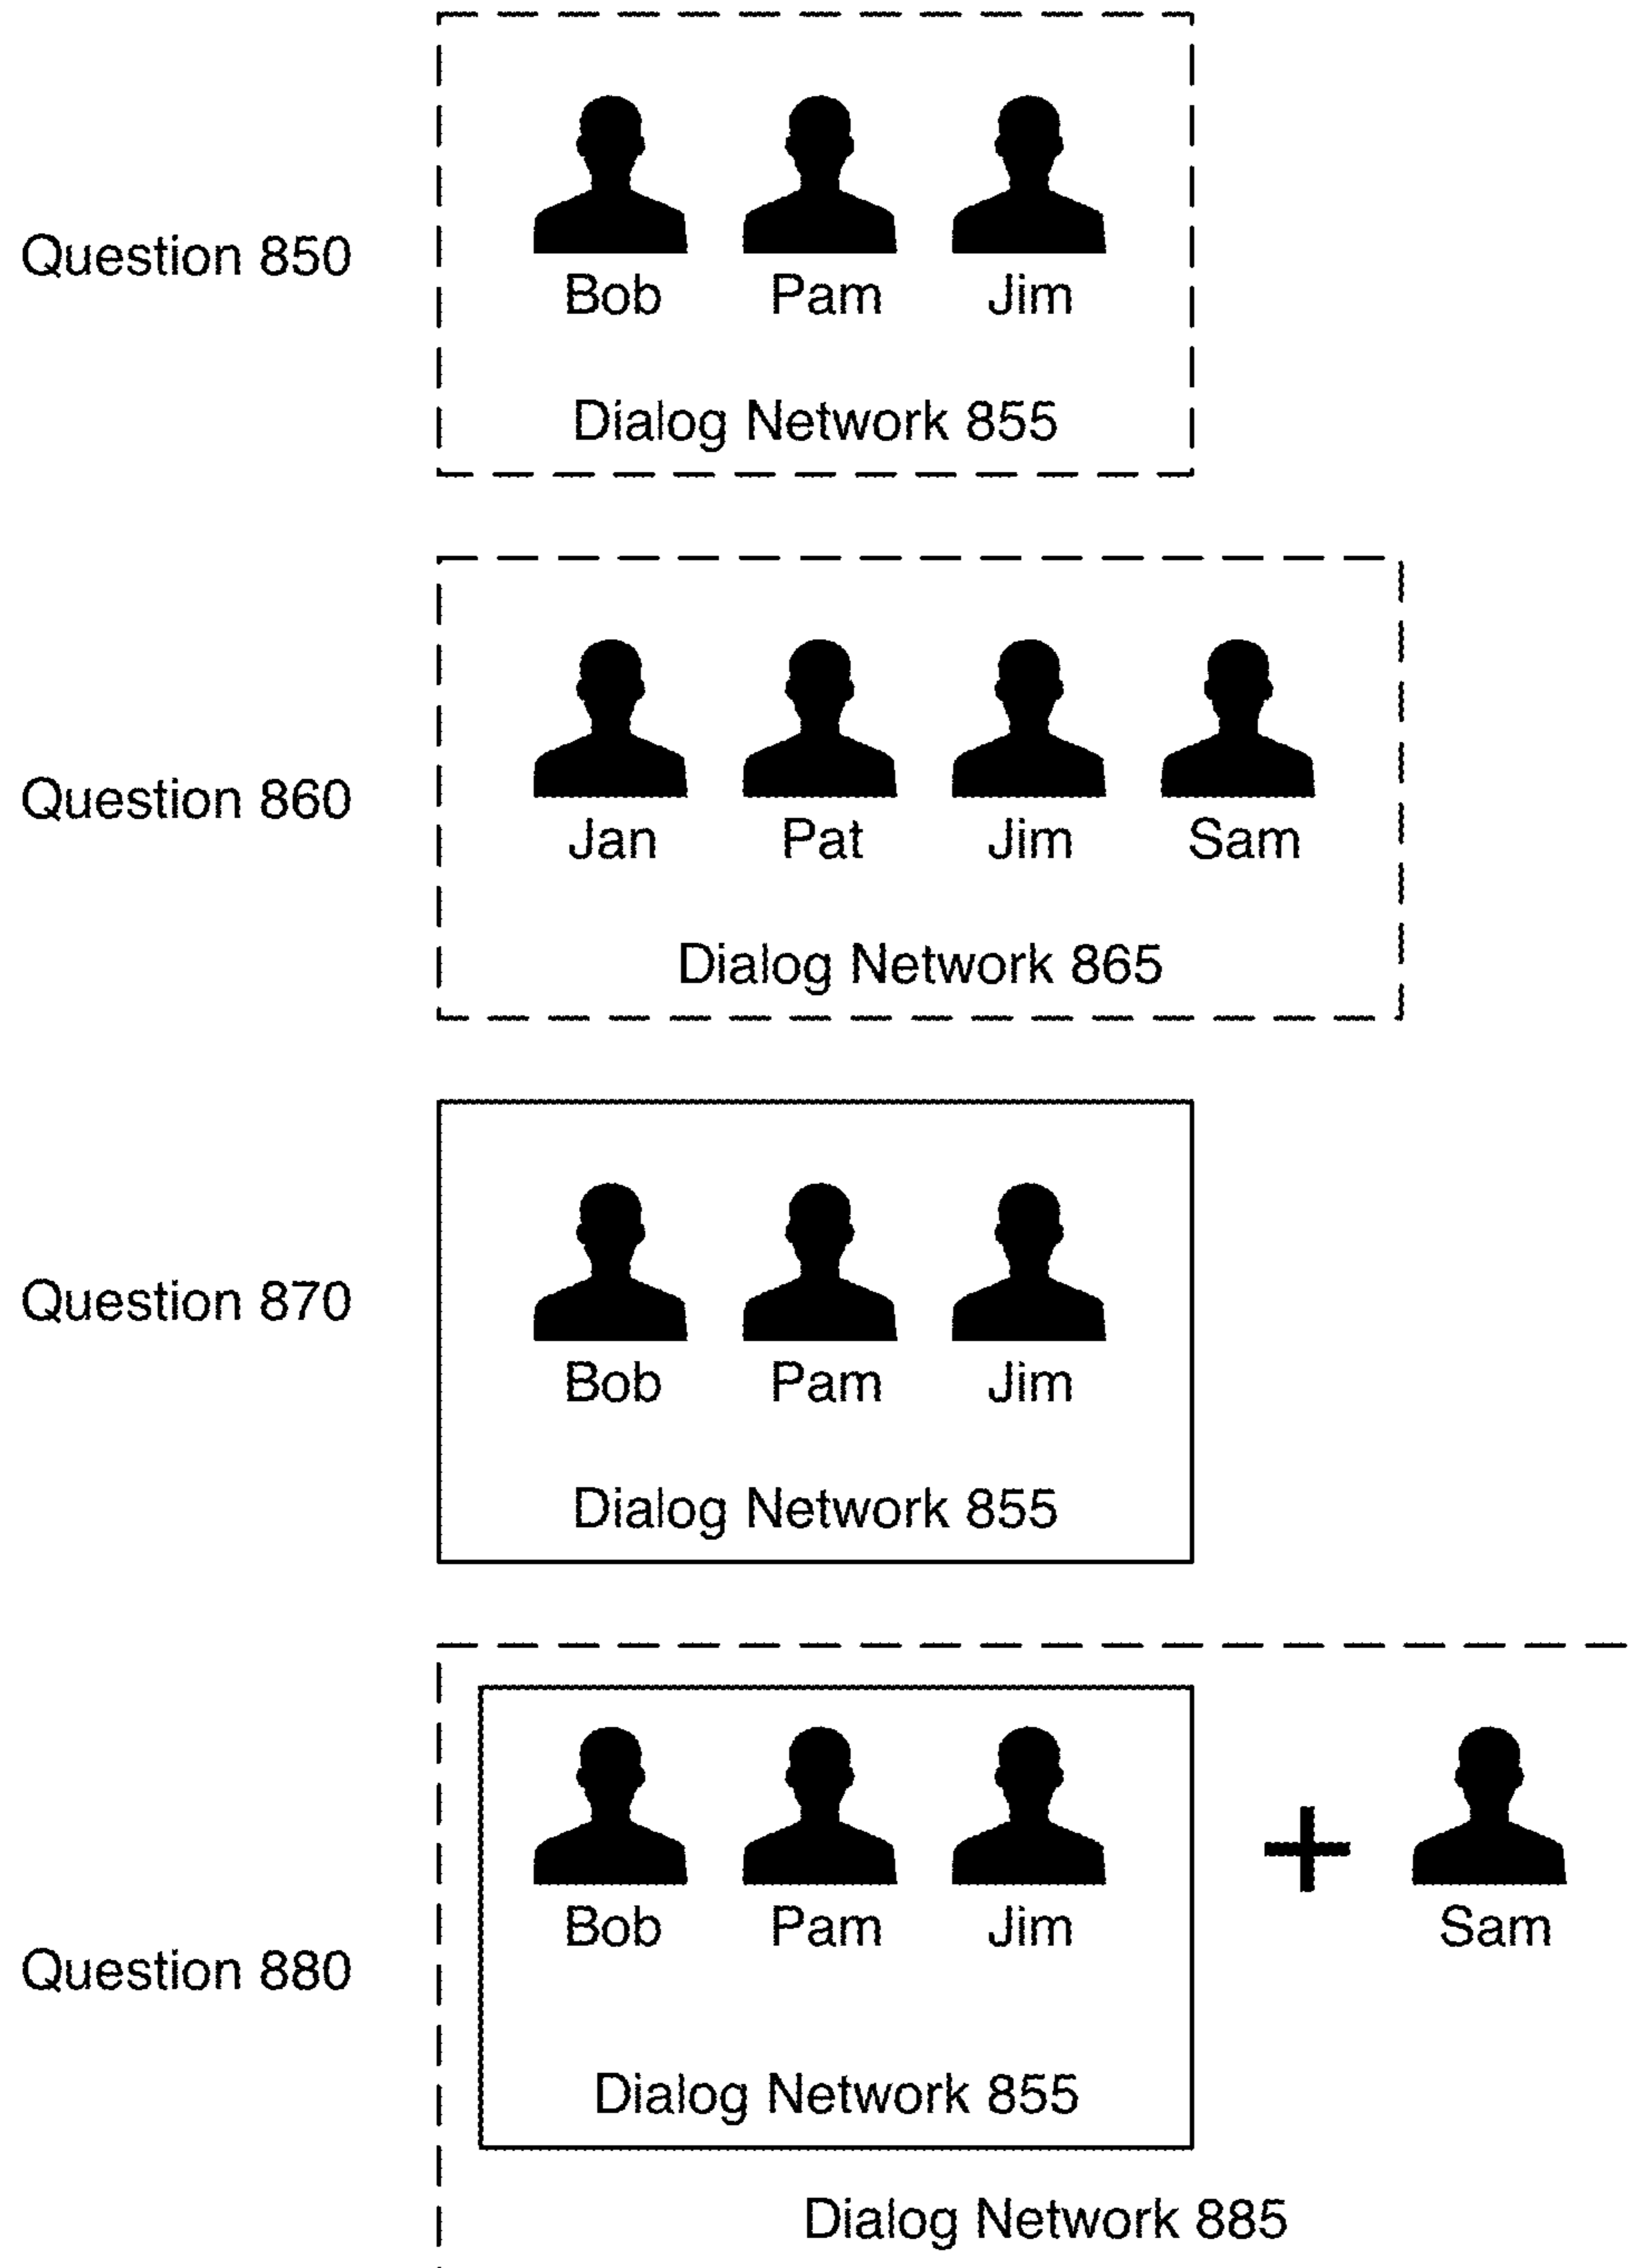 Question 850
Bob Pam Jim
Dialog Network 855
Question 860
Jan Pat Jim Sam
Dialog Network 865
Question 870
Bob Pam Jim
Dialog Network 855
Question 880
Bob Pam Jim + Sam
Dialog Network 855
Dialog Network 885